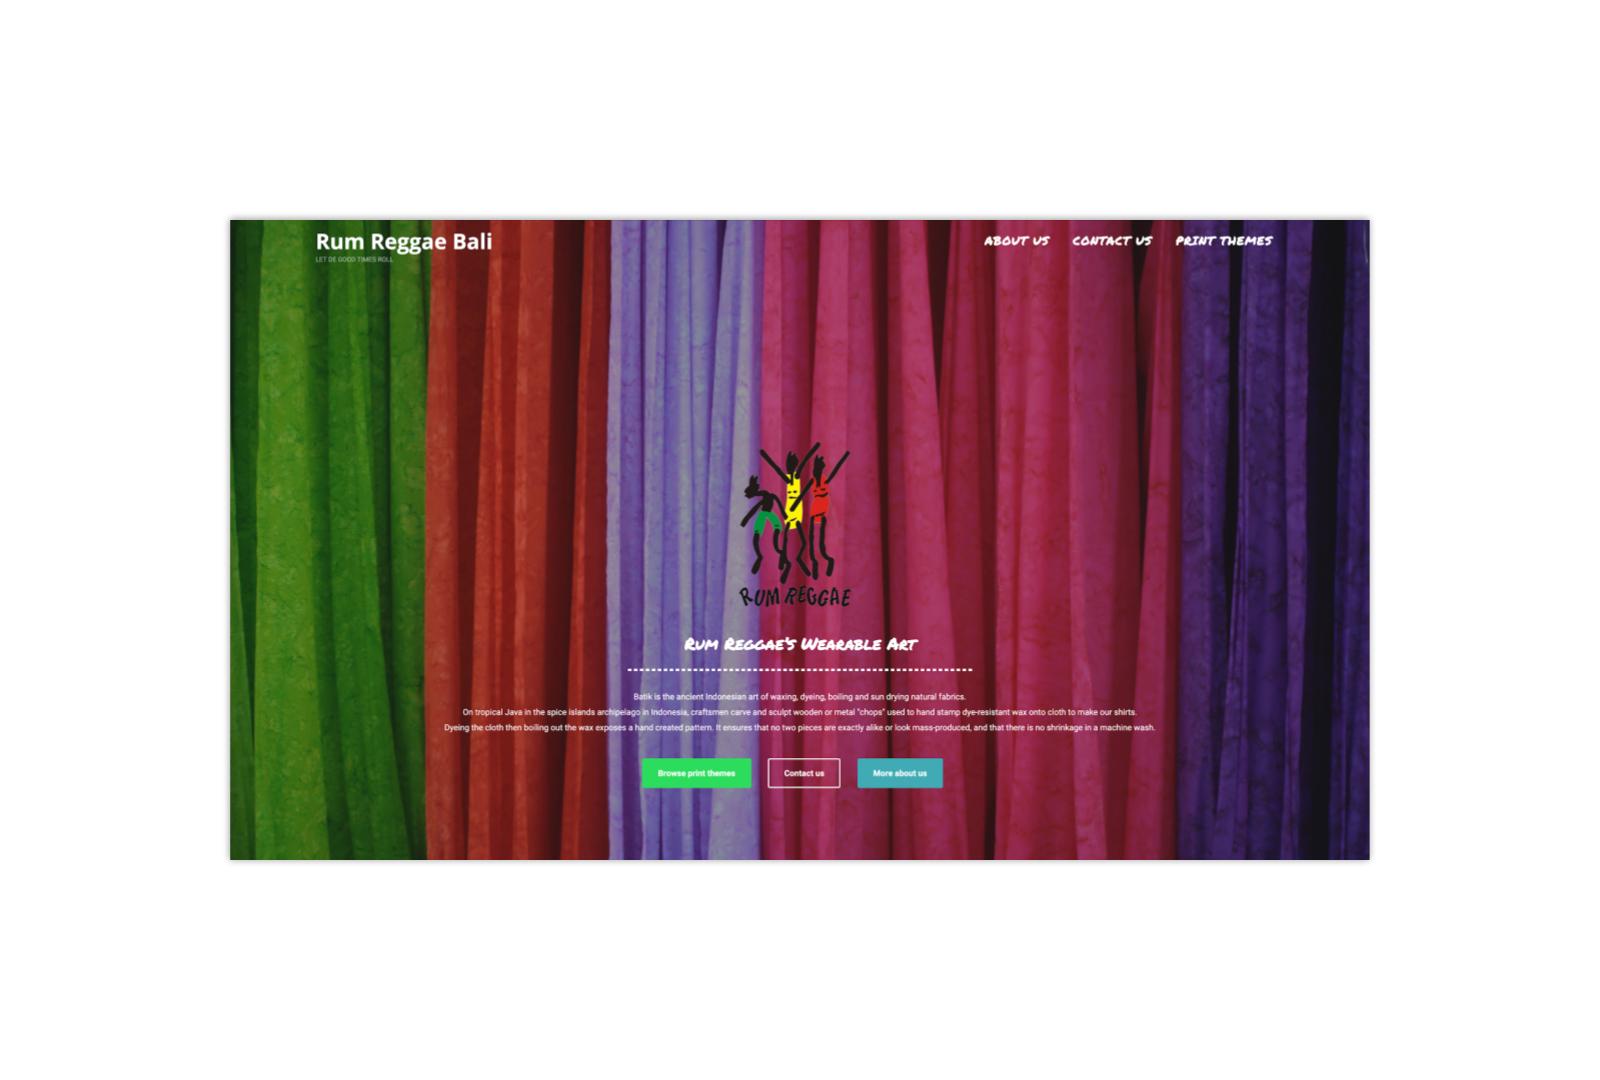 Rum Reggae Bali
LET DE GOOD TIMES ROLL
ABOUT US
CONTACT US
PRINT THEMES
RUM REGGAE
Rum Reggae's Wearable Art
Batik is the ancient Indonesian art of waxing, dyeing, boiling and sun drying natural fabrics.
On tropical Java in the spice islands archipelago in Indonesia, craftsmen carve and sculpt wooden or metal "chops" used to hand stamp dye-resistant wax onto cloth to make our shirts.
Dyeing the cloth then boiling out the wax exposes a hand created pattern. It ensures that no two pieces are exactly alike or look mass-produced, and that there is no shrinkage in a machine wash.
Browse print themes
Contact us
More about us